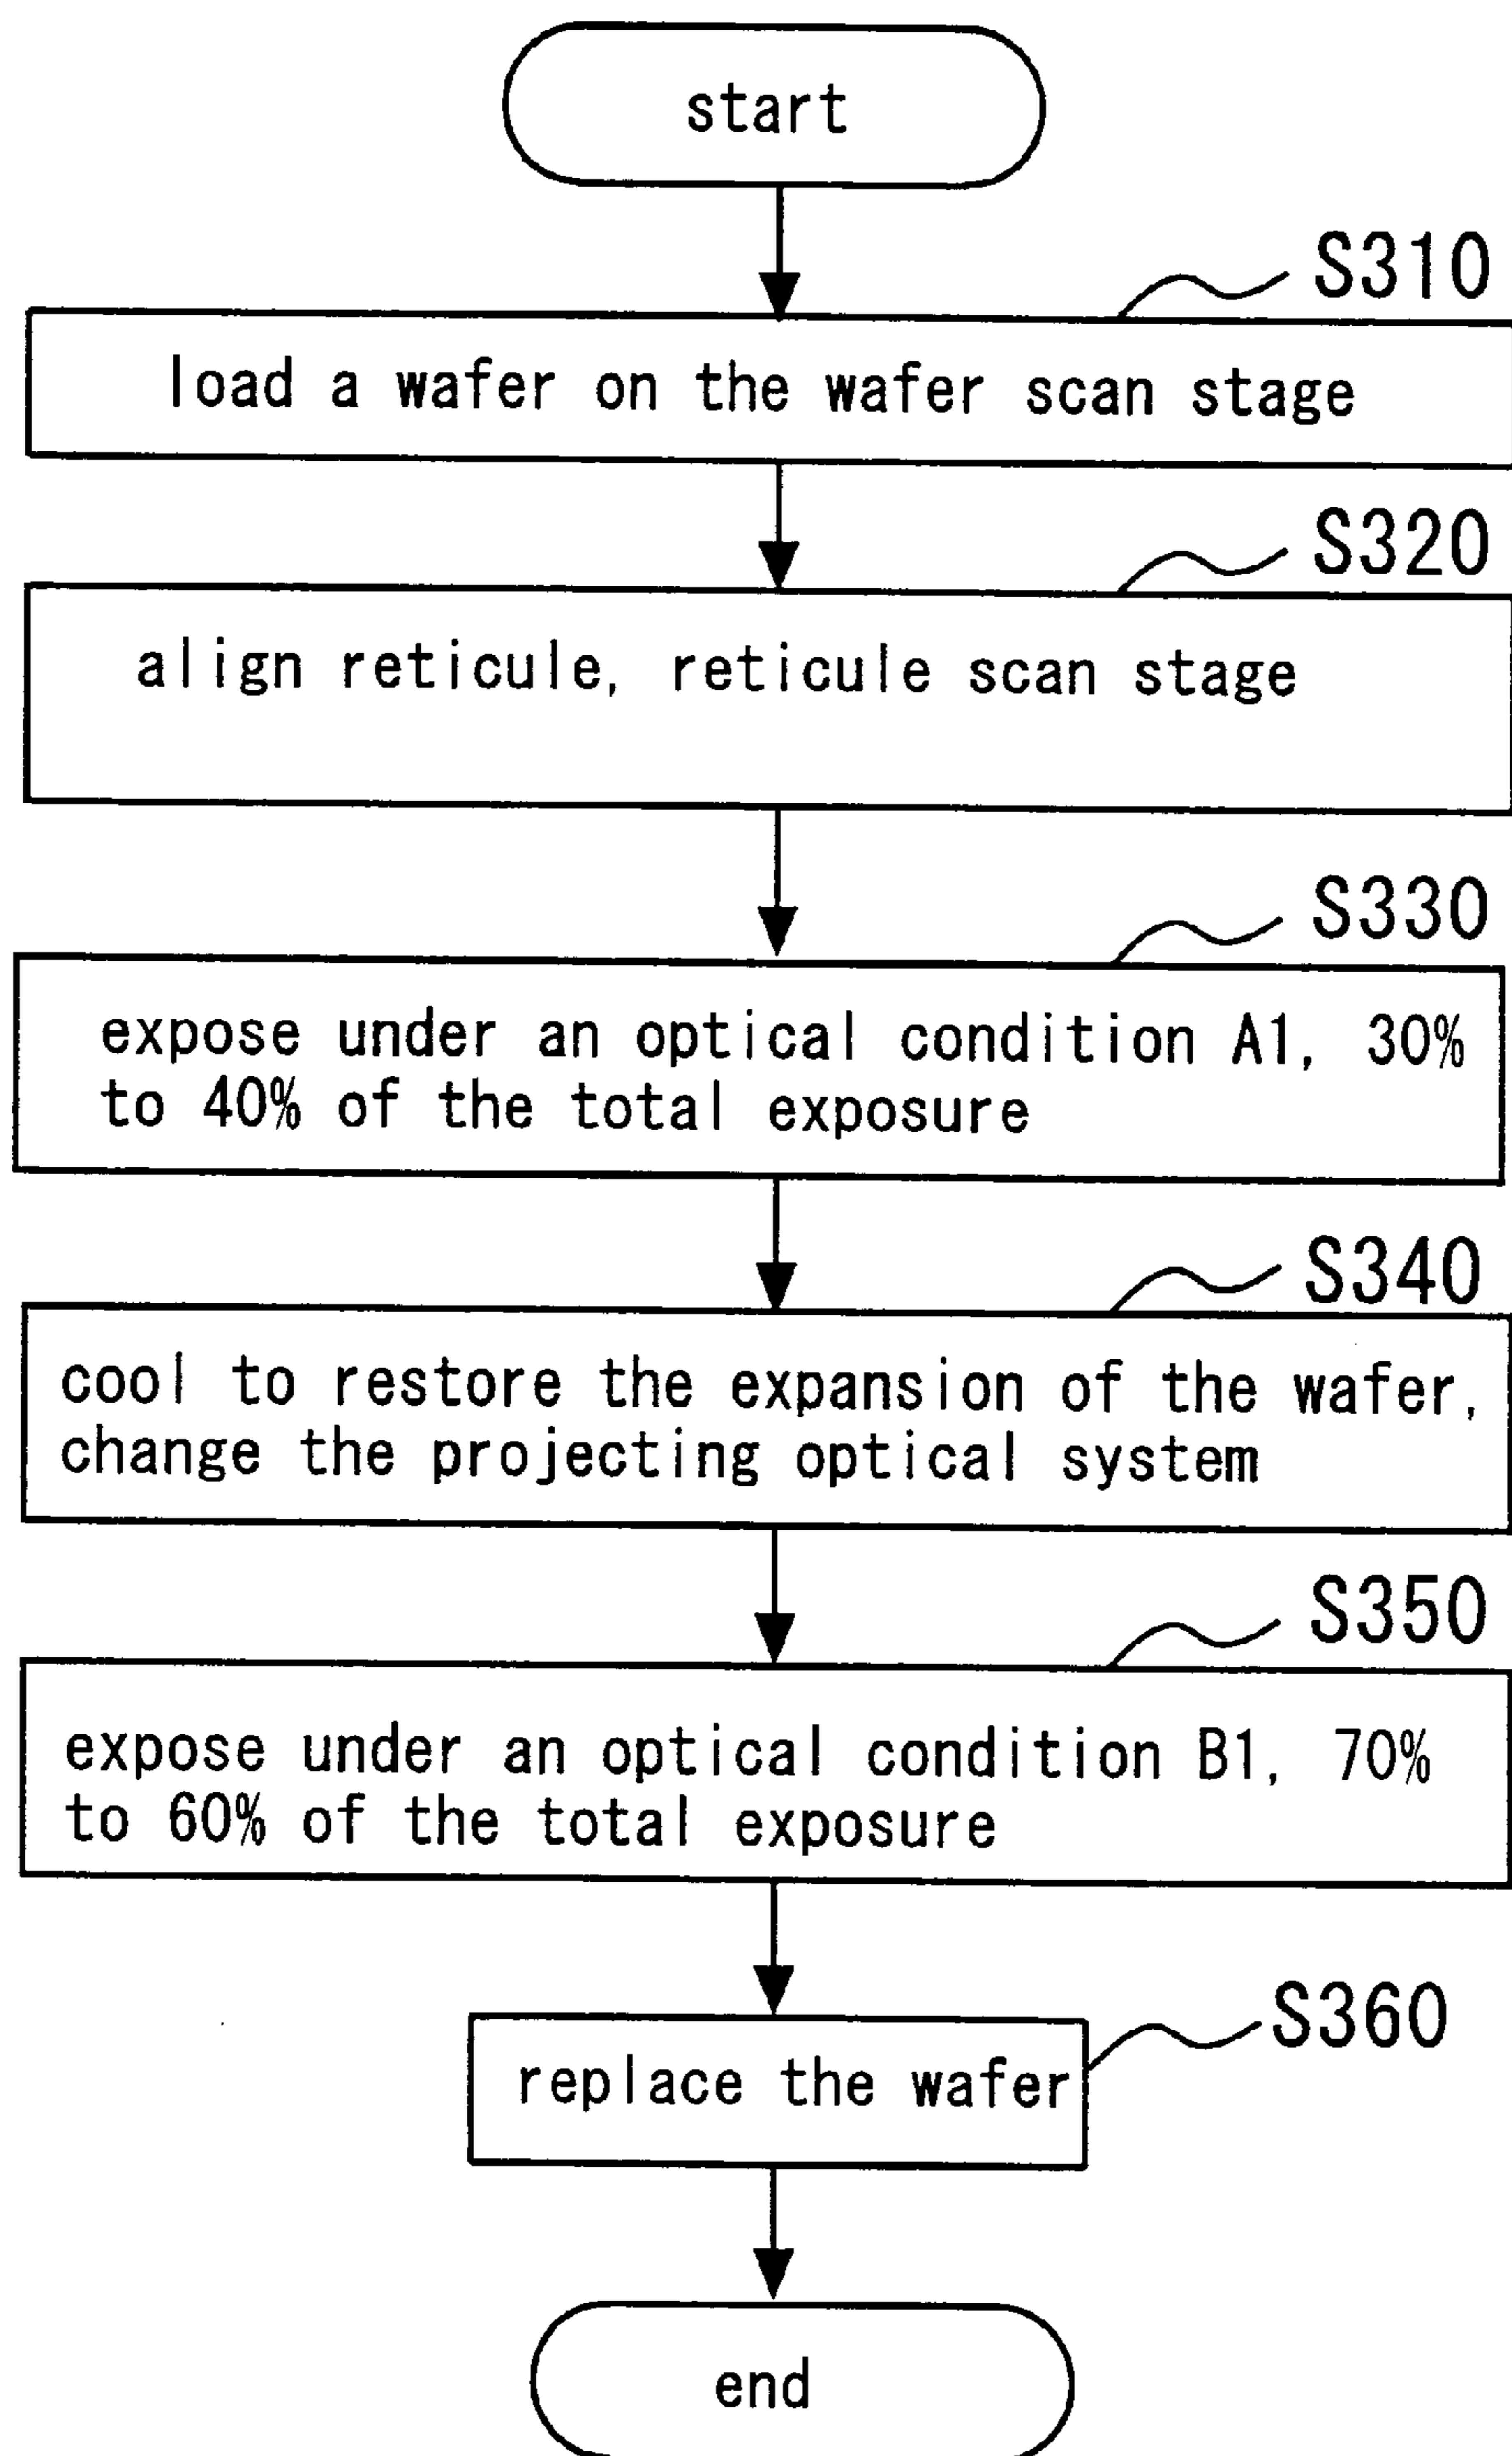 start
S310
load a wafer on the wafer scan stage
S320
align reticule, reticule scan stage
S330
expose under an optical condition A1, 30%
to 40% of the total exposure
S340
cool to restore the expansion of the wafer,
change the projecting optical system
S350
expose under an optical condition B1, 70%
to 60% of the total exposure
S360
replace the wafer
end